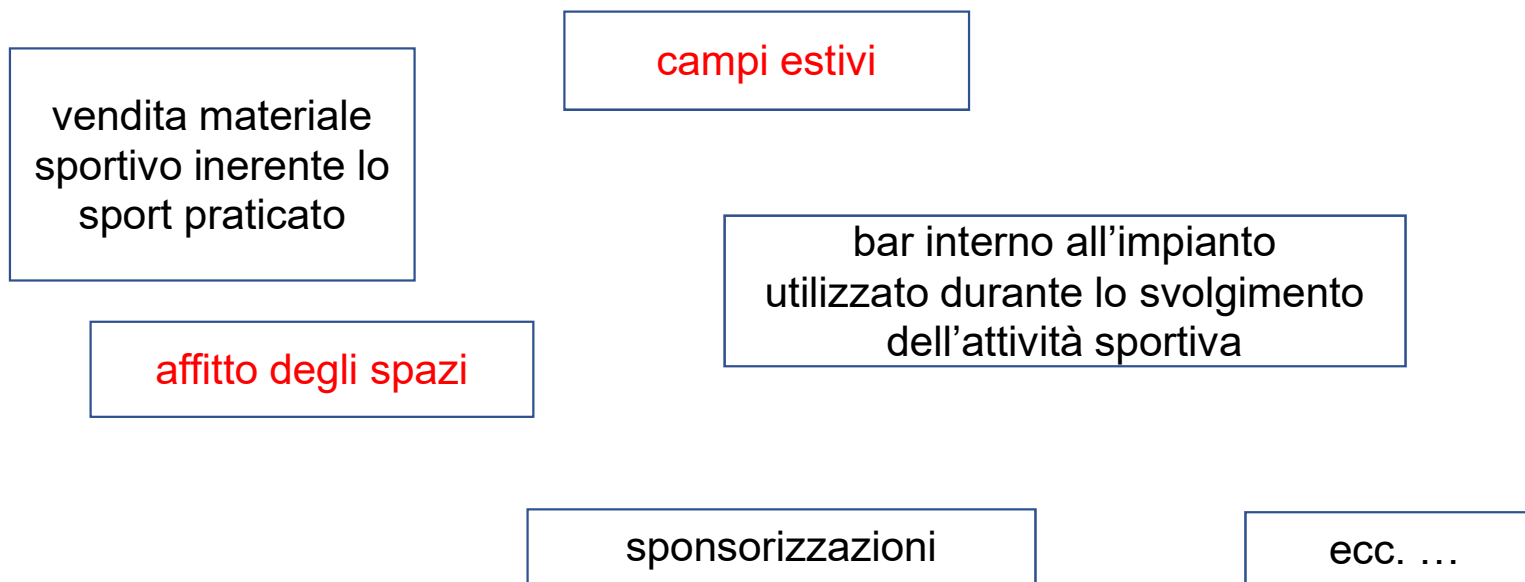 campi estivi
vendita materiale
sportivo inerente lo
sport praticato
bar interno all’impianto
utilizzato durante lo svolgimento
dell’attività sportiva
affitto degli spazi
sponsorizzazioni
ecc. …